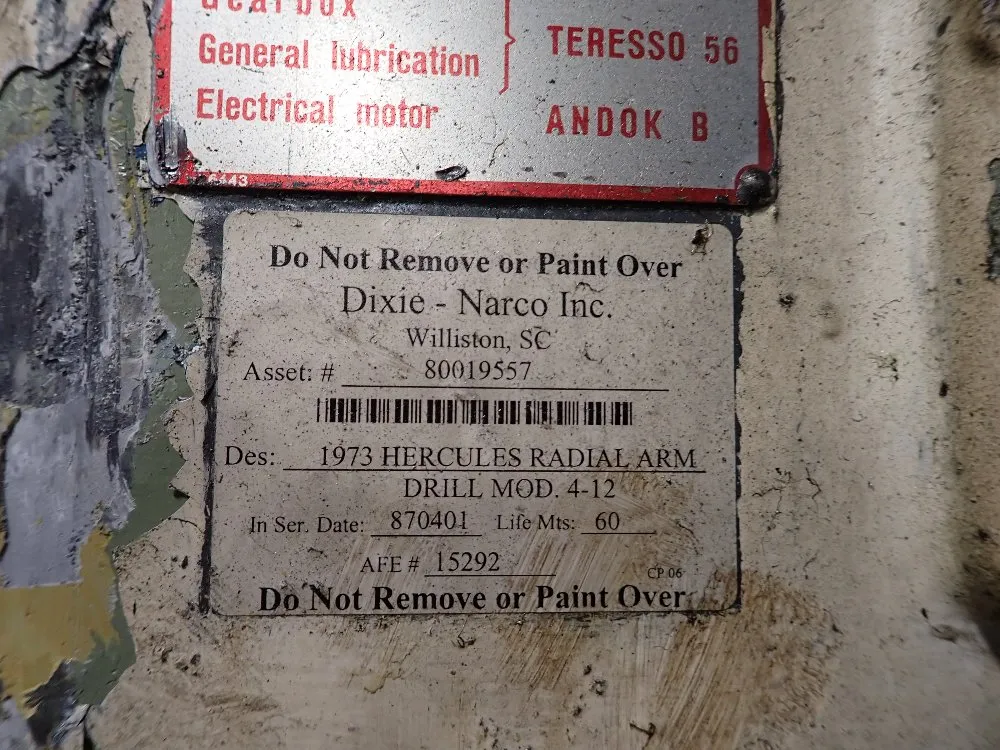 Gearbox
General lubrication
TERESSO 56
Electrical motor
ANDOK B
Do Not Remove or Paint Over
Dixie - Narco Inc.
Williston, SC
Asset: # 80019557
Des: 1973 HERCULES RADIAL ARM
DRILL MOD. 4-12
In Ser. Date: 870401 Life Mts: 60
AFE # 15292
CP 06
Do Not Remove or Paint Over